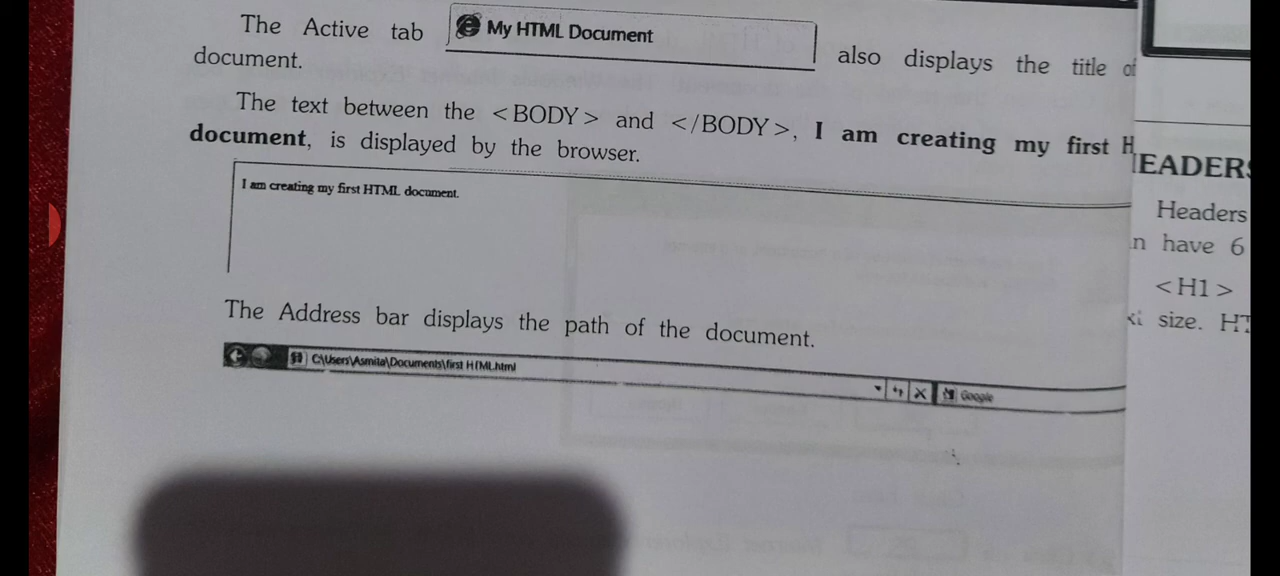 The Active tab My HTML Document also displays the title of
document.
The text between the <BODY> and </BODY>, I am creating my first H
document, is displayed by the browser.
I am creating my first HTML document.
The Address bar displays the path of the document.
C:\Users\Asmita\Documents\first HTML.html
Google
EADERS
Headers
n have 6
<H1>
size. HT